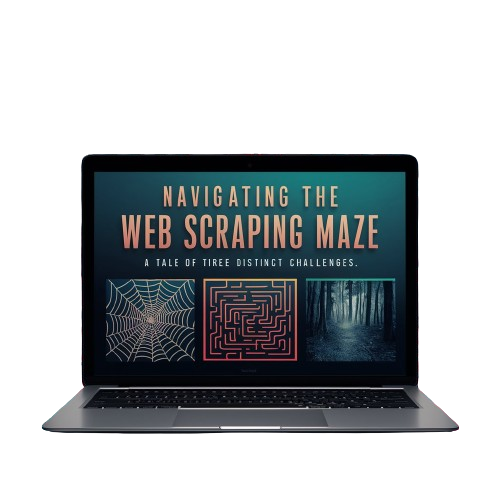 NAVIGATING THE
WEB SCRAPING MAZE
A TALE OF TIREE DISTINCT CHALLENGES.